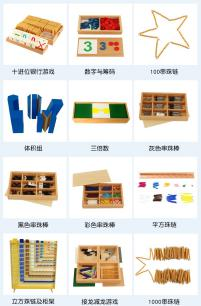 十进位银行游戏
数字与筹码
100串珠链
体积组
三倍数
灰色串珠棒
黑色串珠棒
彩色串珠棒
平方珠链
立方珠链及柜架
接龙减龙游戏
1000串珠链